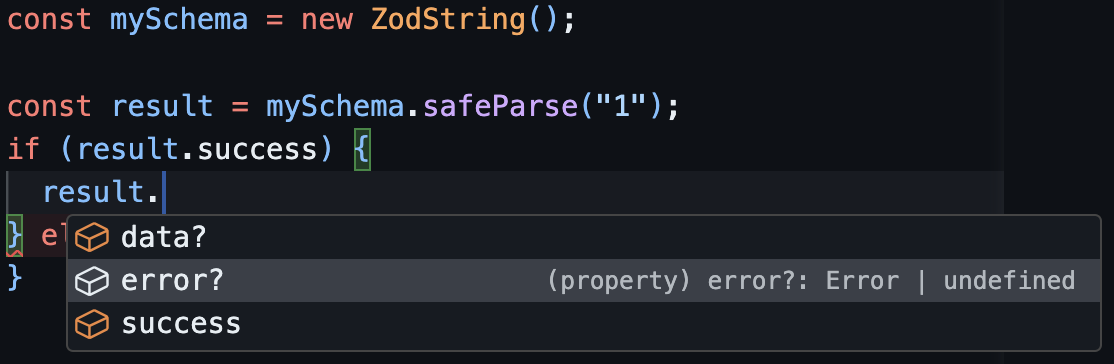 const mySchema = new ZodString();
const result = mySchema.safeParse("1");
if (result.success) {
result.
} el
data?
error? (property) error?: Error | undefined
success
}